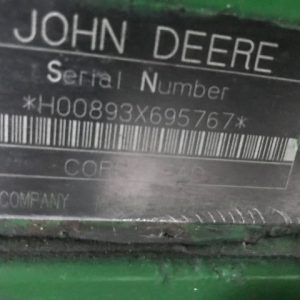 JOHN DEERE
Serial Number
*H00893X695767*
COMPANY